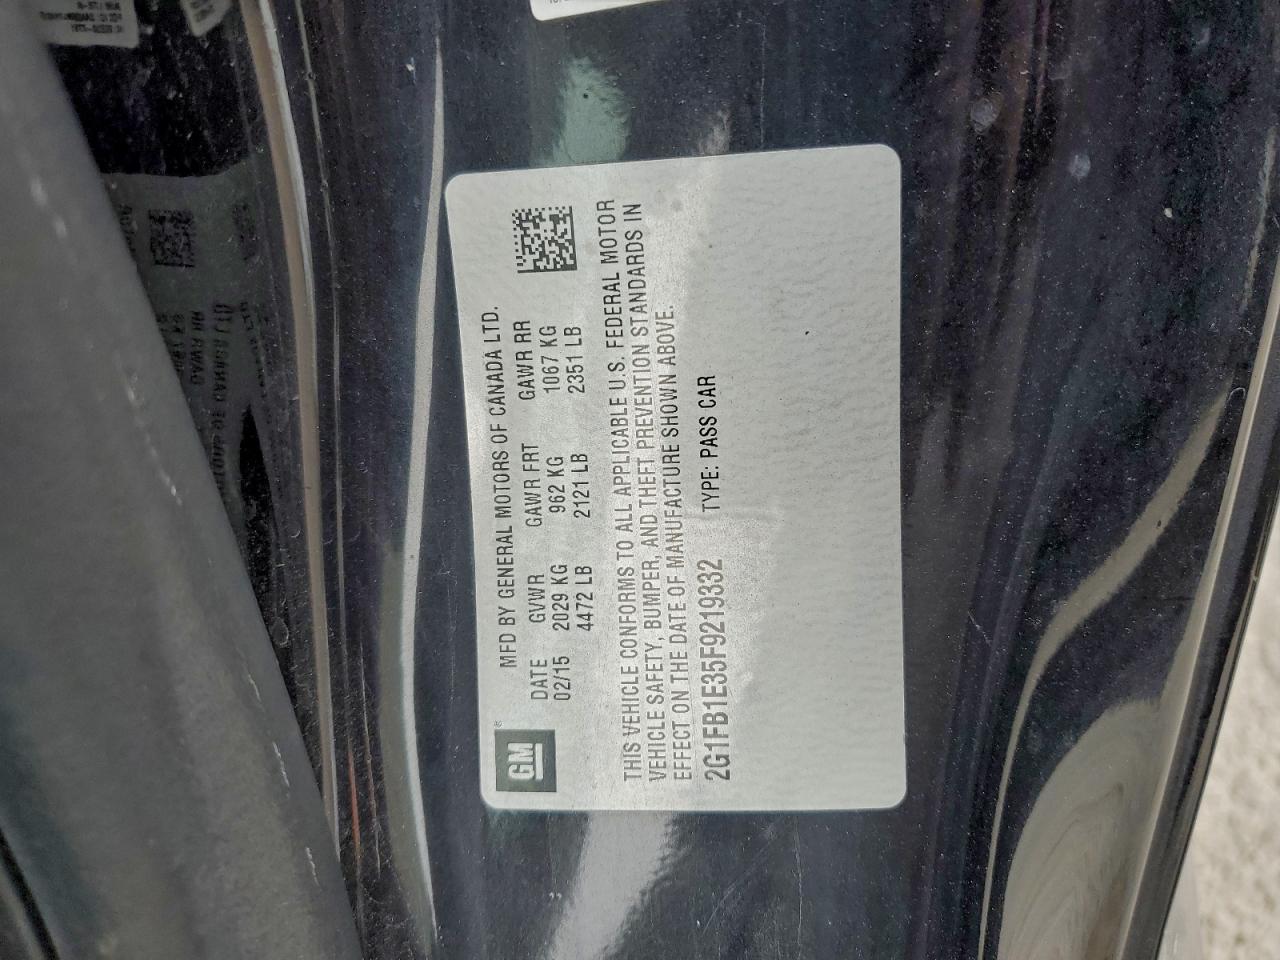 GM
MFD BY GENERAL MOTORS OF CANADA LTD.
DATE GVWR GAWR FRT GAWR RR
02/15 2029 KG 962 KG 1067 KG
4472 LB 2121 LB 2351 LB
THIS VEHICLE CONFORMS TO ALL APPLICABLE U.S. FEDERAL MOTOR
VEHICLE SAFETY, BUMPER, AND THEFT PREVENTION STANDARDS IN
EFFECT ON THE DATE OF MANUFACTURE SHOWN ABOVE.
2G1FB1E35F9219332 TYPE: PASS CAR